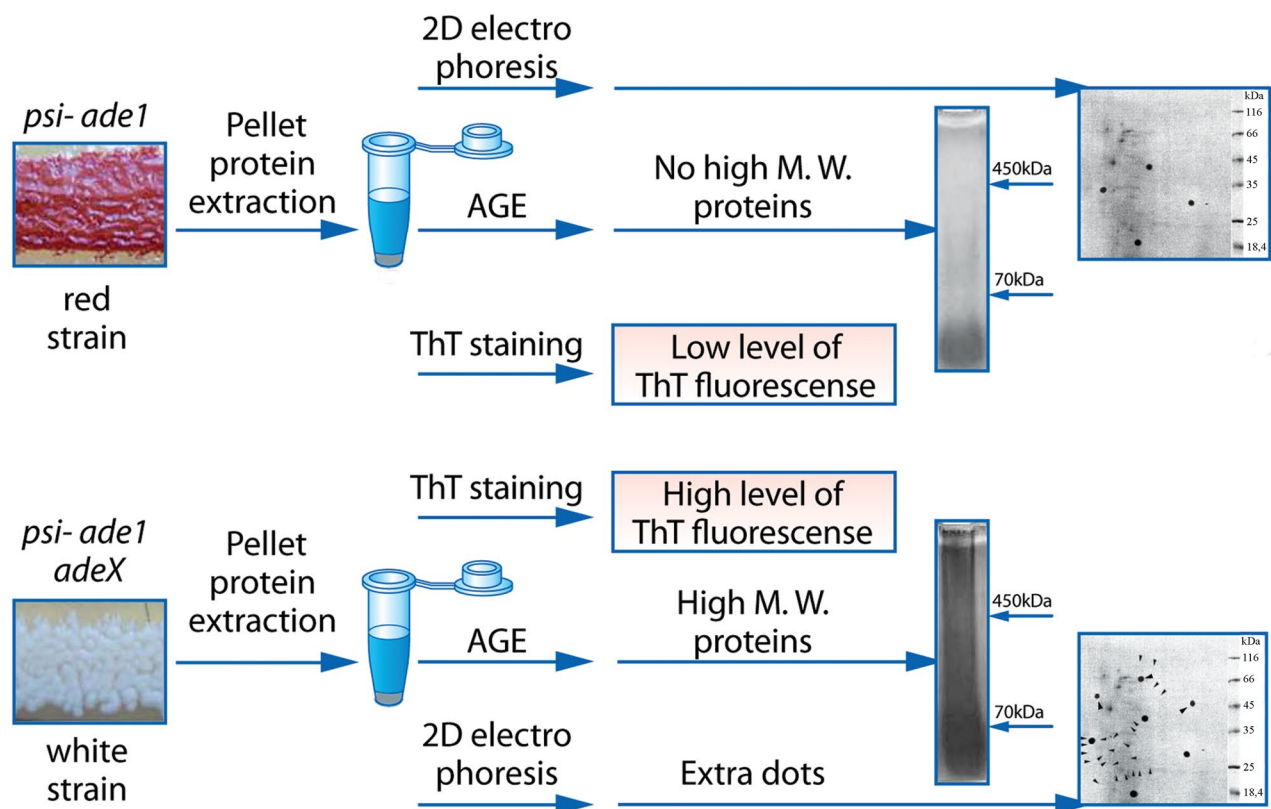 2D electro
phoresis
psi- ade1
Pellet
protein
extraction
AGE
No high M. W.
proteins
450kDa
70kDa
kDa
116
66
45
35
25
18,4
red
strain
ThT staining
Low level of
ThT fluorescense
ThT staining
High level of
ThT fluorescense
psi- ade1
adeX
Pellet
protein
extraction
AGE
High M. W.
proteins
450kDa
70kDa
kDa
116
66
45
35
25
18,4
white
strain
2D electro
phoresis
Extra dots